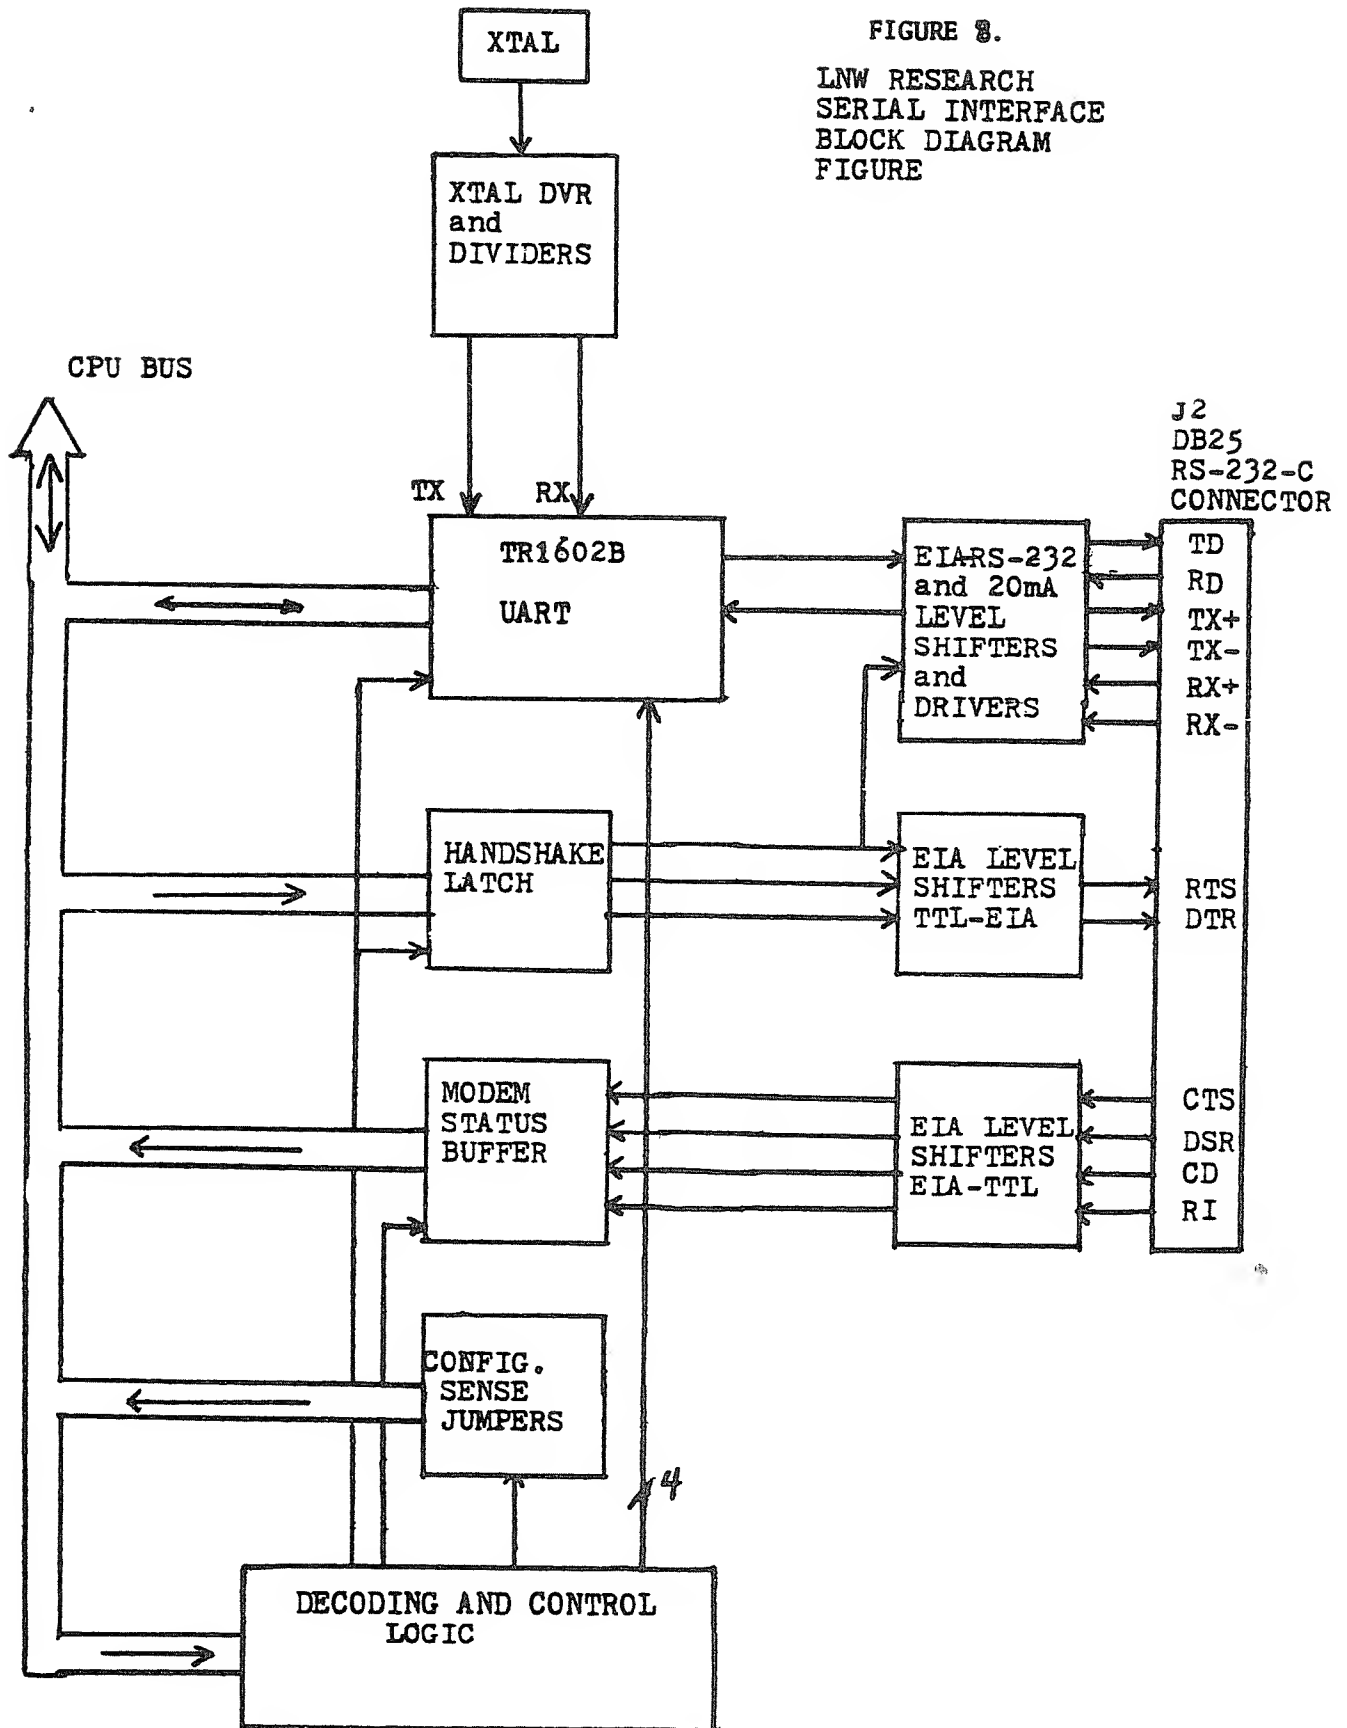 XTAL
FIGURE 8.
LNW RESEARCH
SERIAL INTERFACE
BLOCK DIAGRAM
FIGURE
XTAL DVR
and
DIVIDERS
CPU BUS
J2
DB25
RS-232-C
CONNECTOR
TX
RX
TR1602B
UART
EIARS-232
and 20mA
LEVEL
SHIFTERS
and
DRIVERS
TD
RD
TX+
TX-
RX+
RX-
HANDSHAKE
LATCH
EIA LEVEL
SHIFTERS
TTL-EIA
RTS
DTR
MODEM
STATUS
BUFFER
EIA LEVEL
SHIFTERS
EIA-TTL
CTS
DSR
CD
RI
CONFIG.
SENSE
JUMPERS
4
DECODING AND CONTROL
LOGIC